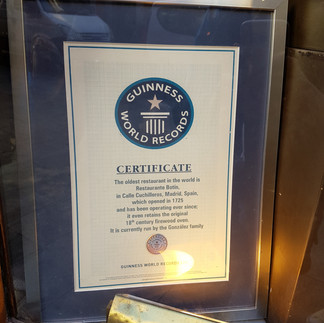 GUINNESS
WORLD RECORDS
CERTIFICATE
The oldest restaurant in the world is
Restaurante Botín,
in Calle Cuchilleros, Madrid, Spain,
which opened in 1725
and has been operating ever since;
it even retains the original
18th century firewood oven.
It is currently run by the González family
GUINNESS WORLD RECORDS